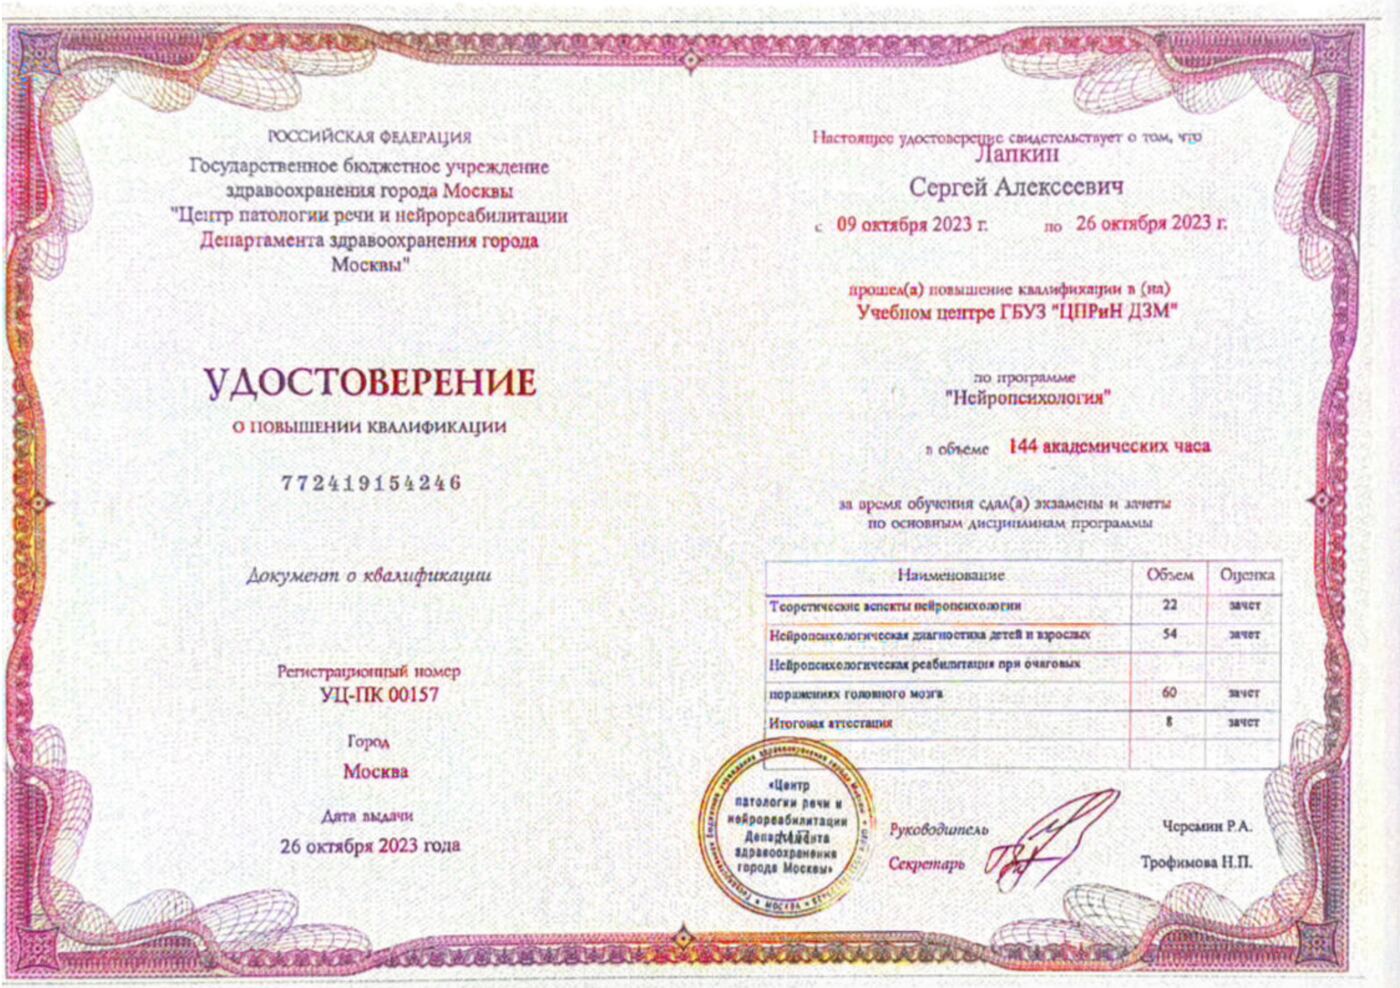 РОССИЙСКАЯ ФЕДЕРАЦИЯ
Государственное бюджетное учреждение
здравоохранения города Москвы
"Центр патологии речи и нейрореабилитации
Департамента здравоохранения города
Москвы"
УДОСТОВЕРЕНИЕ
О ПОВЫШЕНИИ КВАЛИФИКАЦИИ
772419154246
Документ о квалификации
Регистрационный номер
УЦ-ПК 00157
Город
Москва
Дата выдачи
26 октября 2023 года
Настоящее удостоверение свидетельствует о том, что
Лапкин
Сергей Алексеевич
с 09 октября 2023 г. по 26 октября 2023 г.
прошел(а) повышение квалификации в (на)
Учебном центре ГБУЗ "ЦПРиН ДЗМ"
по программе
"Нейропсихология"
в объеме 144 академических часа
за время обучения сдал(а) экзамены и зачеты
по основным дисциплинам программы
Наименование Объем Оценка
Теоретические аспекты нейропсихологии 22 зачет
Нейропсихологическая диагностика детей и взрослых 54 зачет
Нейропсихологическая реабилитация при очаговых
поражениях головного мозга 60 зачет
Итоговая аттестация 8 зачет
«Центр
патологии речи и
нейрореабилитации
Департамента
здравоохранения
города Москвы»
М.П.
Руководитель Черемин Р.А.
Секретарь Трофимова Н.П.